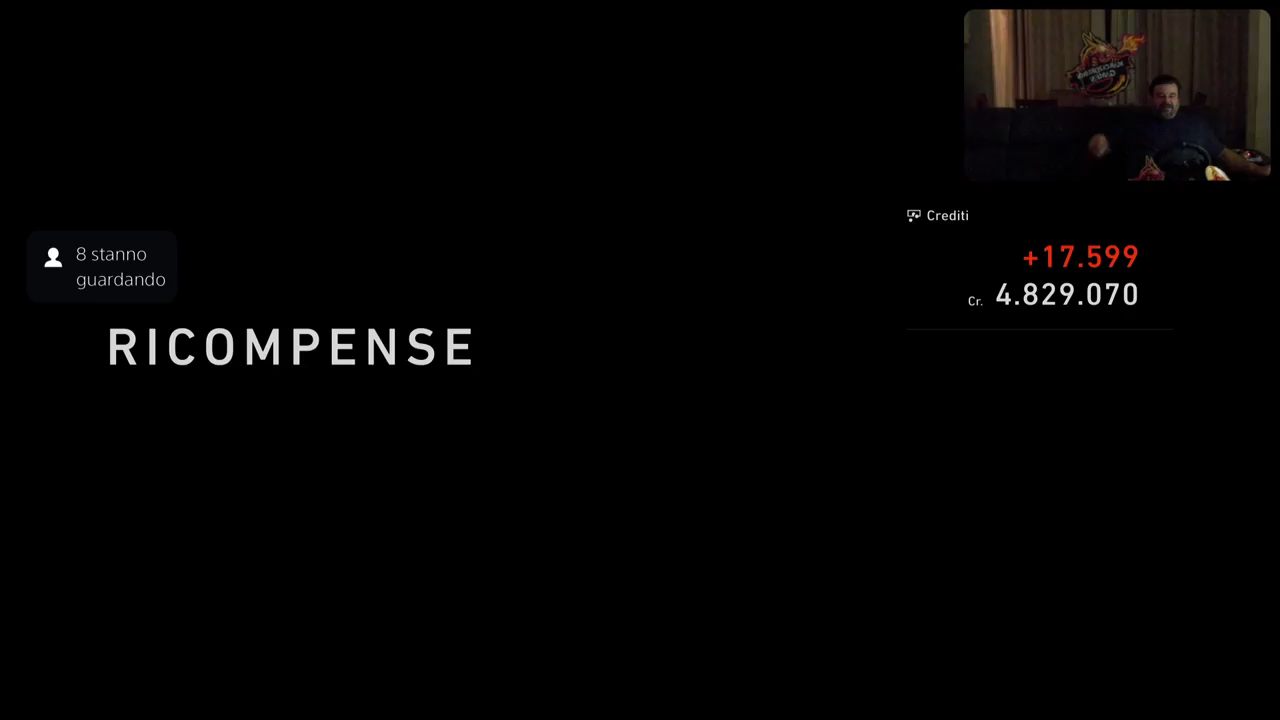 Crediti
+17.599
Cr. 4.829.070
8 stanno
guardando
RICOMPENSE